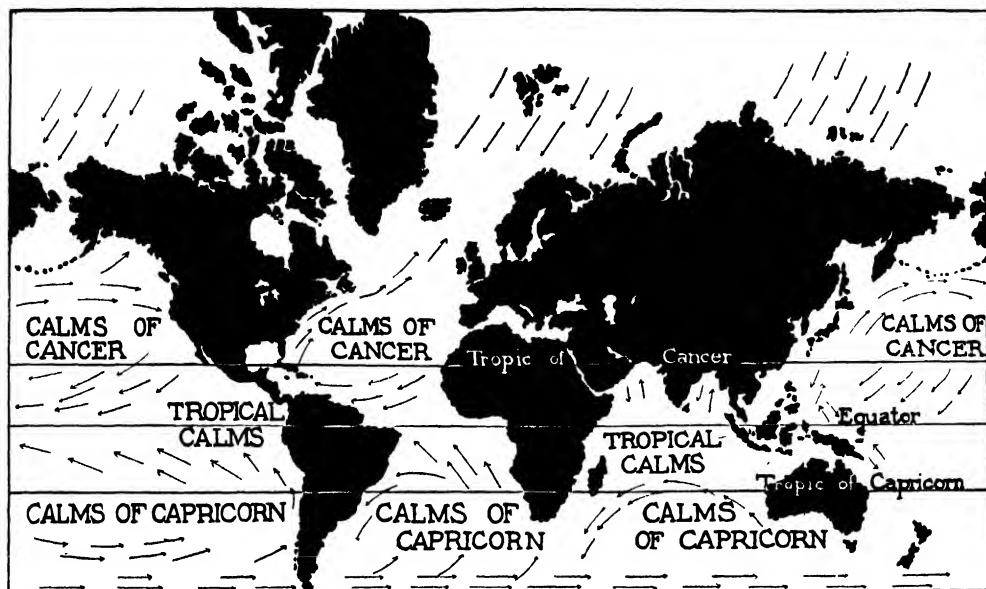 CALMS OF
CANCER
CALMS OF
CANCER
CALMS OF
CANCER
Tropic of Cancer
TROPICAL
CALMS
Equator
TROPICAL
CALMS
Tropic of Capricorn
CALMS OF CAPRICORN
CALMS OF
CAPRICORN
CALMS
OF CAPRICORN